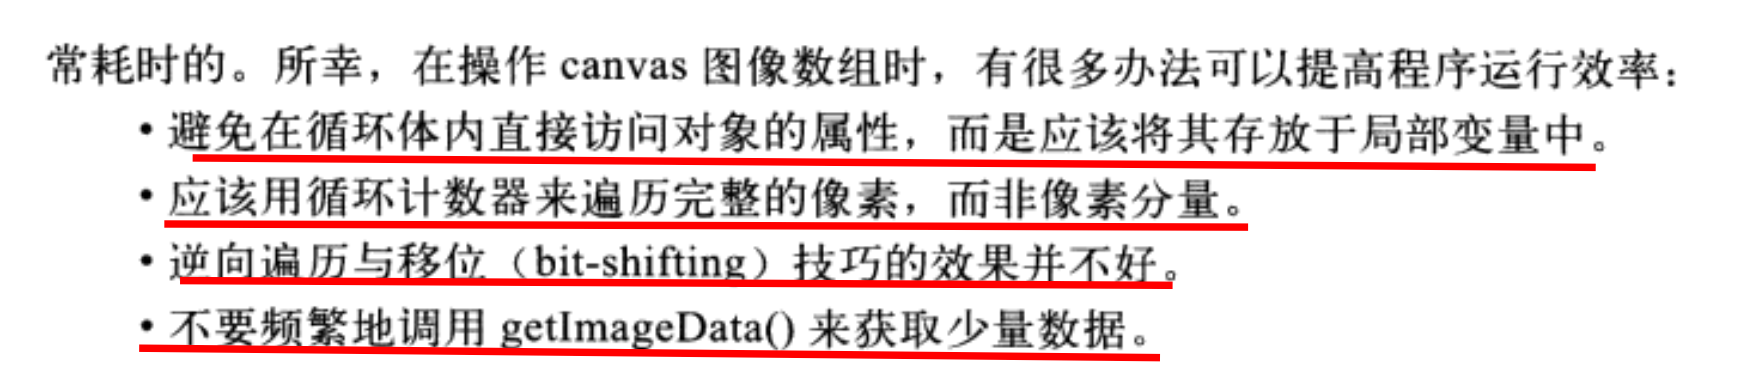 常耗时的。所幸，在操作 canvas 图像数组时，有很多办法可以提高程序运行效率：
• 避免在循环体内直接访问对象的属性，而是应该将其存放于局部变量中。
• 应该用循环计数器来遍历完整的像素，而非像素分量。
• 逆向遍历与移位（bit-shifting）技巧的效果并不好。
• 不要频繁地调用 getImageData() 来获取少量数据。